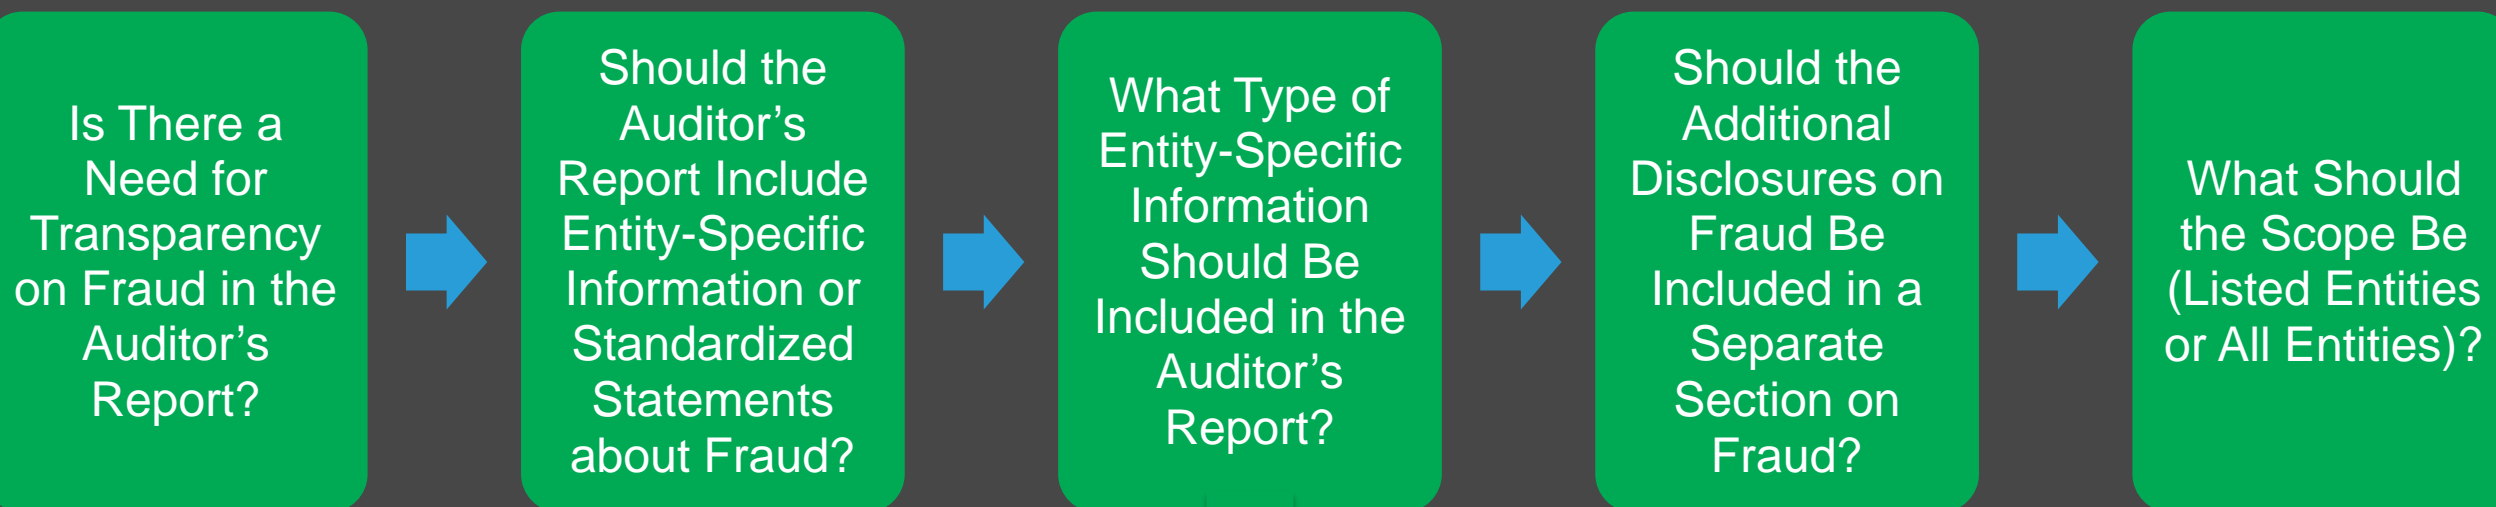 Is There a
Need for
Transparency
on Fraud in the
Auditor’s
Report?
Should the
Auditor’s
Report Include
Entity-Specific
Information or
Standardized
Statements
about Fraud?
What Type of
Entity-Specific
Information
Should Be
Included in the
Auditor’s
Report?
Should the
Additional
Disclosures on
Fraud Be
Included in a
Separate
Section on
Fraud?
What Should
the Scope Be
(Listed Entities
or All Entities)?